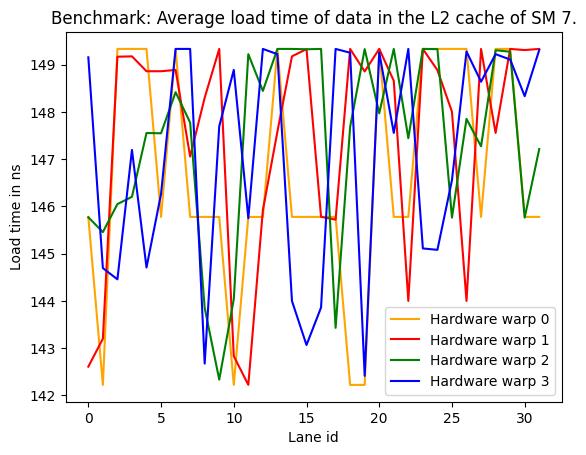 Benchmark: Average load time of data in the L2 cache of SM 7.
Load time in ns
149
148
147
146
145
144
143
142
Hardware warp 0
Hardware warp 1
Hardware warp 2
Hardware warp 3
0 5 10 15 20 25 30
Lane id